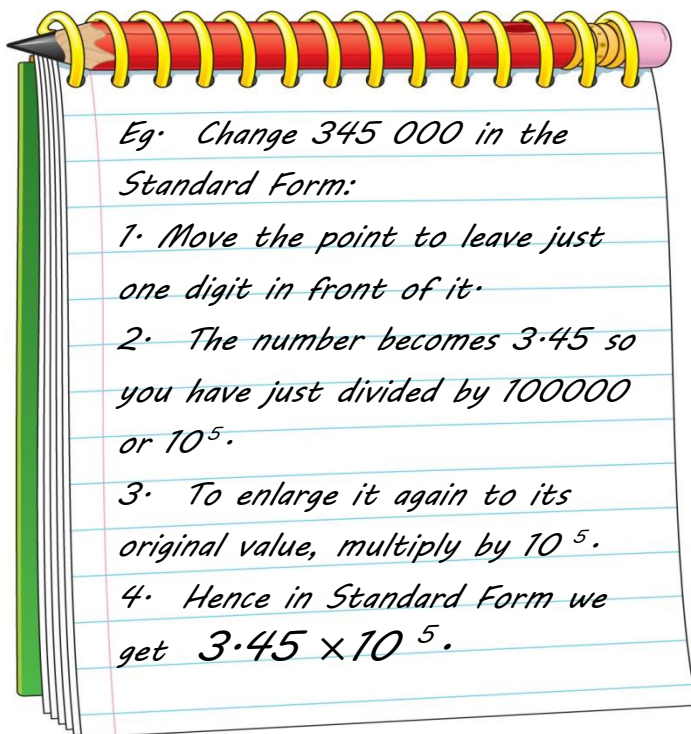 Eg. Change 345 000 in the
Standard Form:
1. Move the point to leave just
one digit in front of it.
2. The number becomes 3.45 so
you have just divided by 100000
or 10⁵.
3. To enlarge it again to its
original value, multiply by 10 ⁵.
4. Hence in Standard Form we
get 3.45 ×10 ⁵.